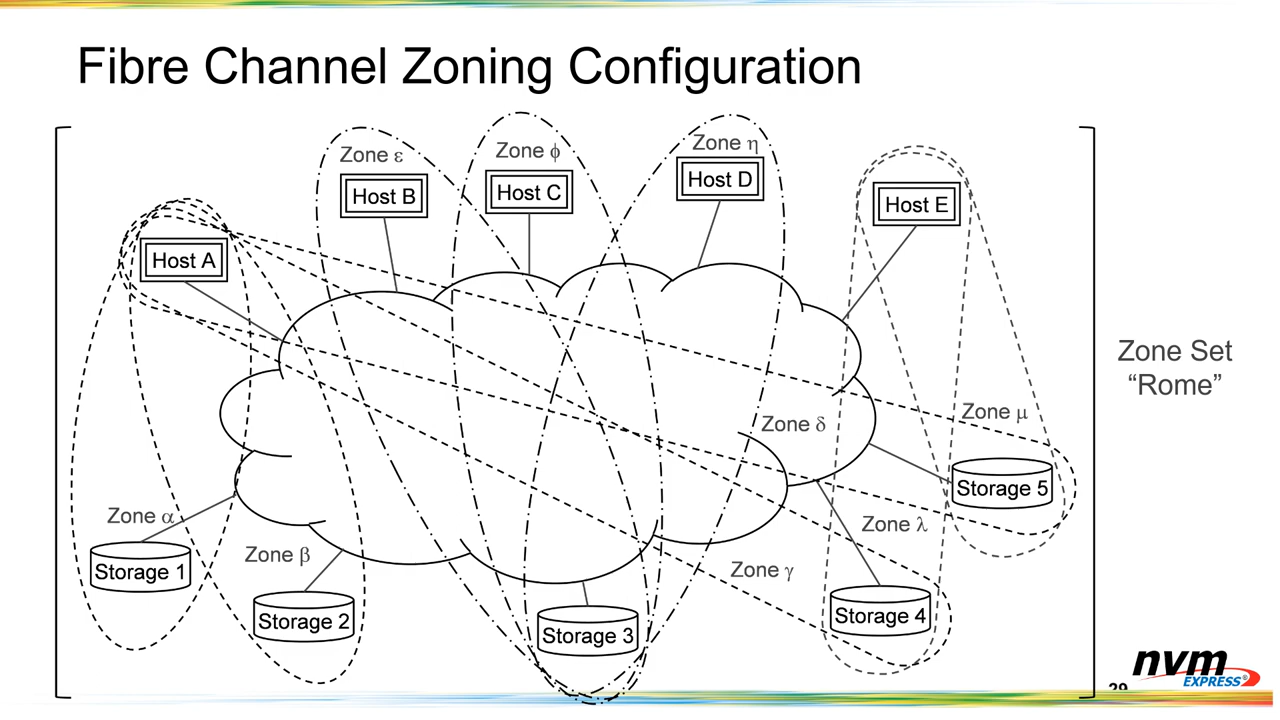 Fibre Channel Zoning Configuration
Zone ε
Zone ϕ
Zone η
Host B
Host C
Host D
Host E
Host A
Zone Set
“Rome”
Zone δ
Zone μ
Storage 5
Zone α
Zone λ
Zone β
Zone γ
Storage 1
Storage 2
Storage 3
Storage 4
nvm
EXPRESS®
29